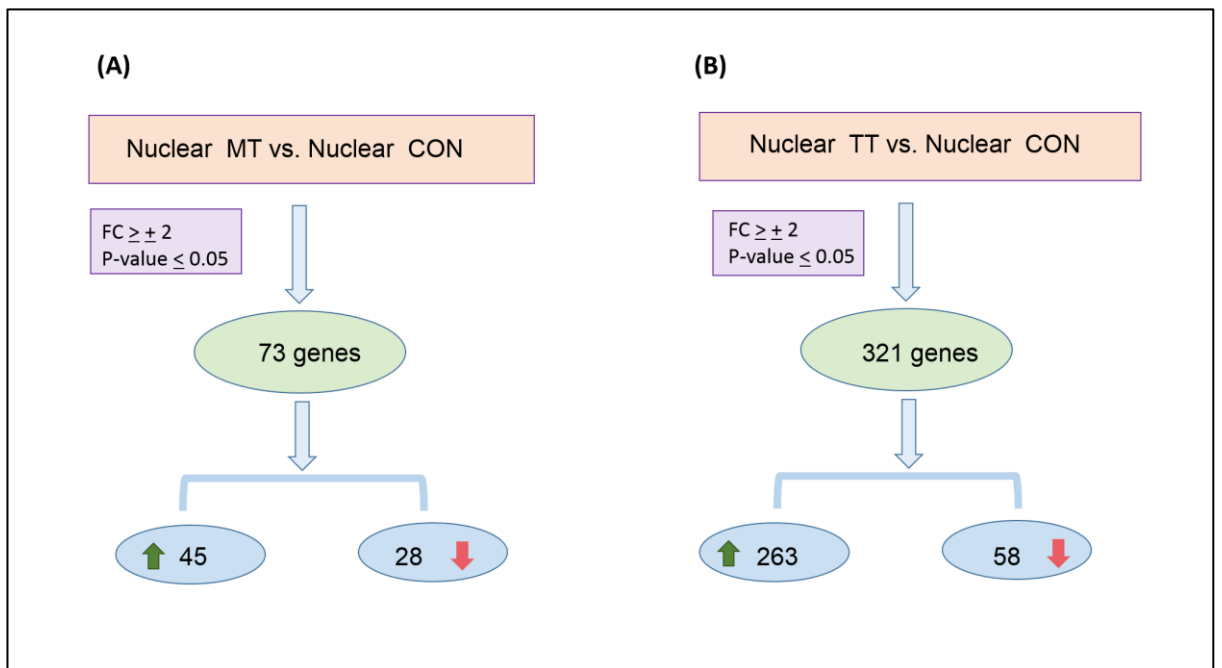 (A)
Nuclear MT vs. Nuclear CON
FC ≥ ± 2
P-value ≤ 0.05
73 genes
45
28
(B)
Nuclear TT vs. Nuclear CON
FC ≥ ± 2
P-value ≤ 0.05
321 genes
263
58